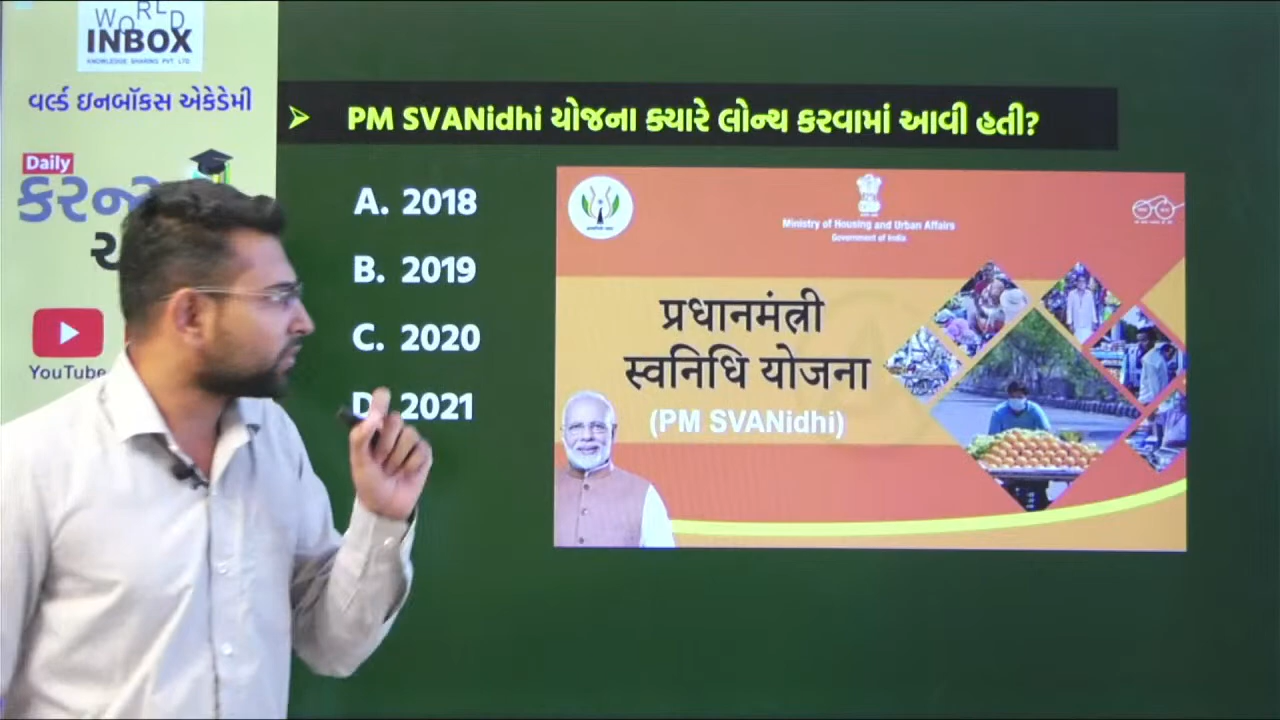 WORLD
INBOX
KNOWLEDGE SHARING PVT. LTD.
વર્લ્ડ ઇનબૉક્સ એકેડેમી
Daily
YouTube
➢ PM SVANidhi યોજના ક્યારે લોન્ચ કરવામાં આવી હતી?
A. 2018
B. 2019
C. 2020
D. 2021
Ministry of Housing and Urban Affairs
Government of India
प्रधानमंत्री
स्वनिधि योजना
(PM SVANidhi)